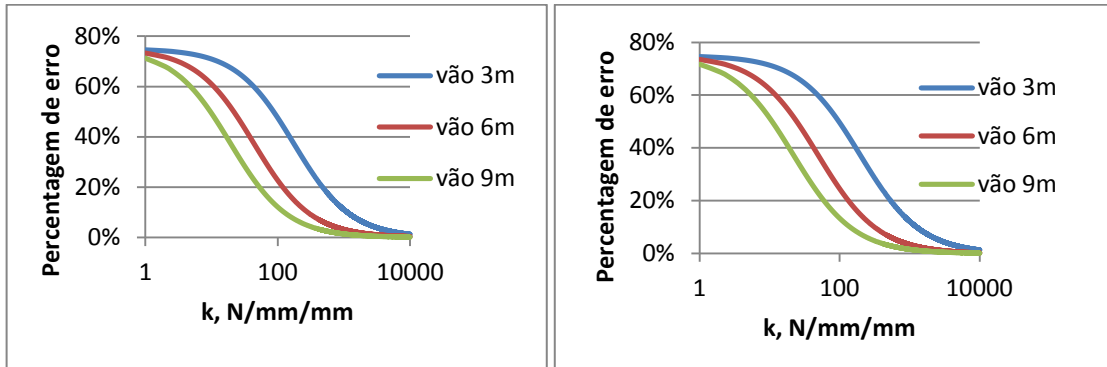 Percentagem de erro
80%
60%
40%
20%
0%
1
100
10000
k, N/mm/mm
vão 3m
vão 6m
vão 9m
Percentagem de erro
80%
60%
40%
20%
0%
1
100
10000
k, N/mm/mm
vão 3m
vão 6m
vão 9m